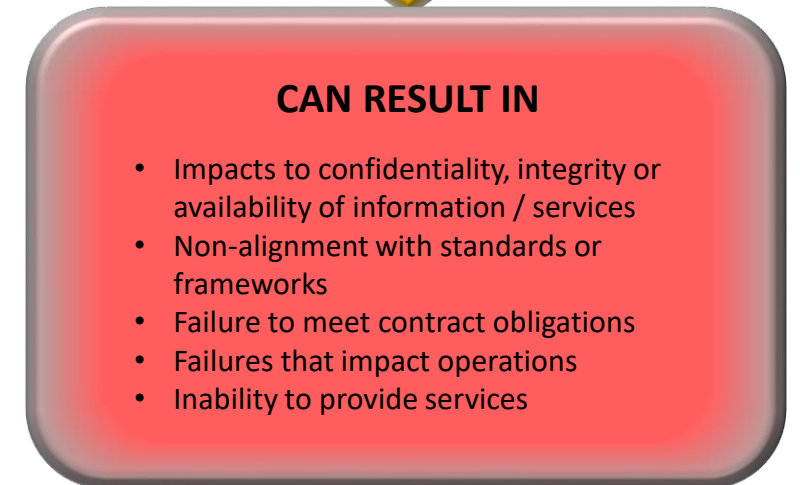 CAN RESULT IN
• Impacts to confidentiality, integrity or
availability of information / services
• Non-alignment with standards or
frameworks
• Failure to meet contract obligations
• Failures that impact operations
• Inability to provide services